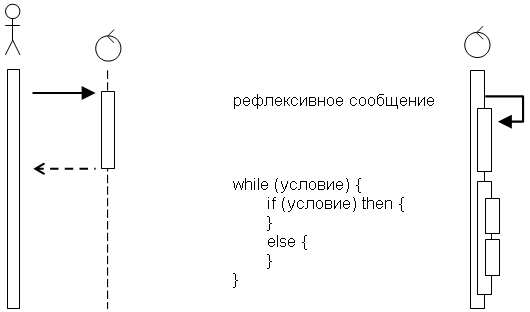 рефлексивное сообщение
while (условие) {
if (условие) then {
}
else {
}
}